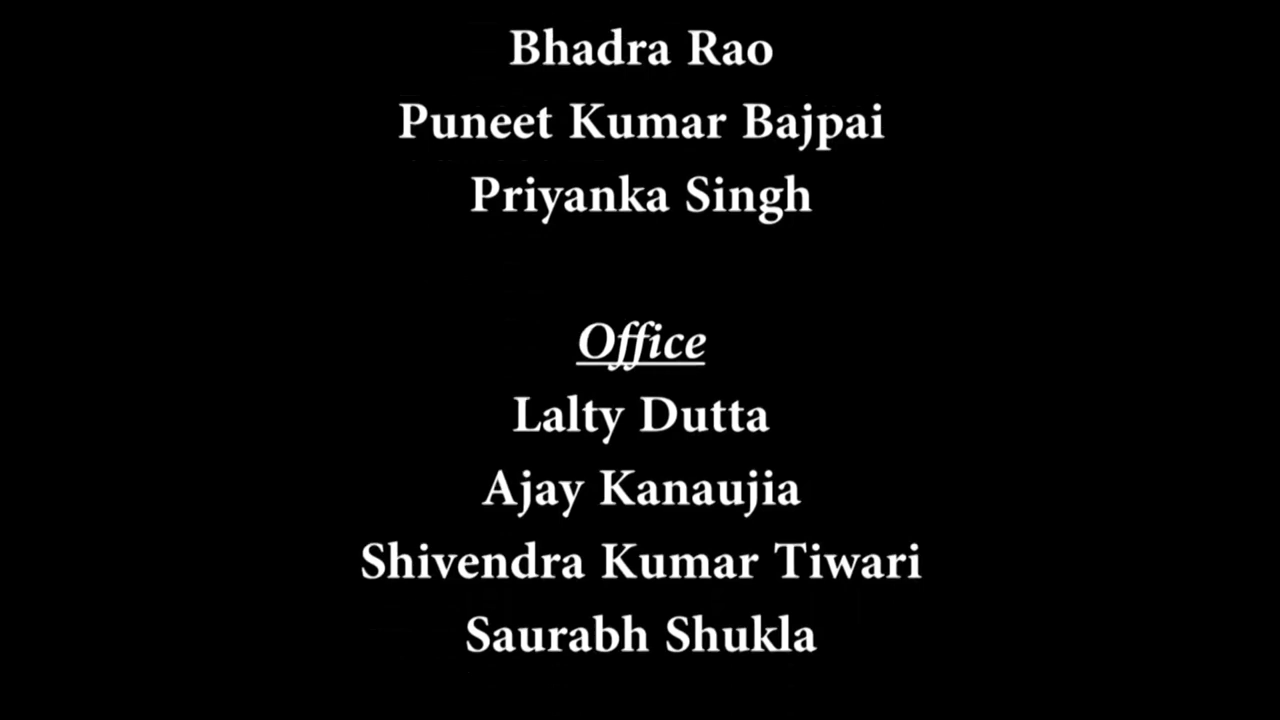 Bhadra Rao
Puneet Kumar Bajpai
Priyanka Singh
Office
Lalty Dutta
Ajay Kanaujia
Shivendra Kumar Tiwari
Saurabh Shukla